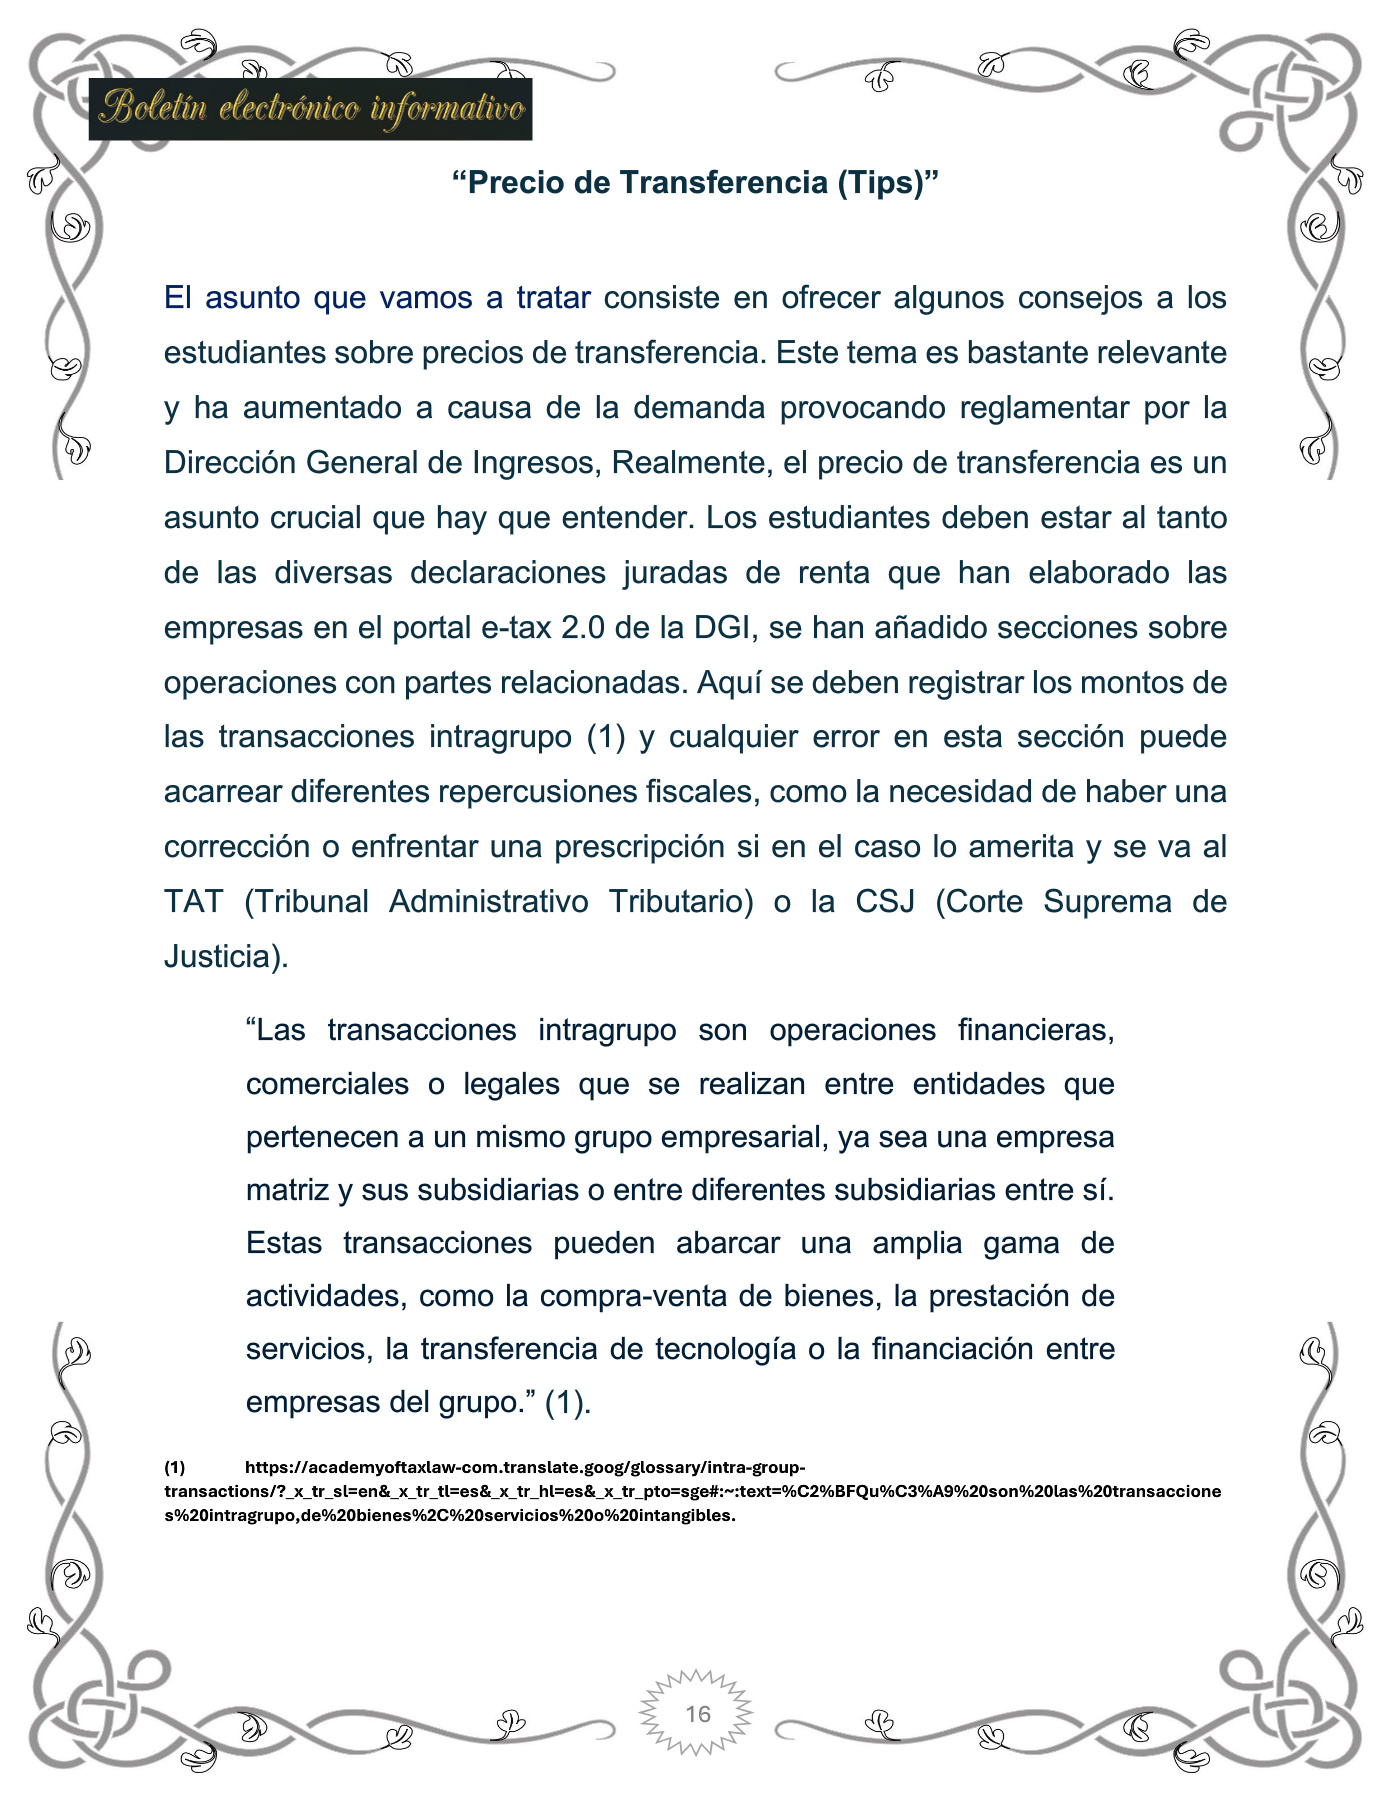 Boletín electrónico informativo
“Precio de Transferencia (Tips)”
El asunto que vamos a tratar consiste en ofrecer algunos consejos a los
estudiantes sobre precios de transferencia. Este tema es bastante relevante
y ha aumentado a causa de la demanda provocando reglamentar por la
Dirección General de Ingresos, Realmente, el precio de transferencia es un
asunto crucial que hay que entender. Los estudiantes deben estar al tanto
de las diversas declaraciones juradas de renta que han elaborado las
empresas en el portal e-tax 2.0 de la DGI, se han añadido secciones sobre
operaciones con partes relacionadas. Aquí se deben registrar los montos de
las transacciones intragrupo (1) y cualquier error en esta sección puede
acarrear diferentes repercusiones fiscales, como la necesidad de haber una
corrección o enfrentar una prescripción si en el caso lo amerita y se va al
TAT (Tribunal Administrativo Tributario) o la CSJ (Corte Suprema de
Justicia).
“Las transacciones intragrupo son operaciones financieras,
comerciales o legales que se realizan entre entidades que
pertenecen a un mismo grupo empresarial, ya sea una empresa
matriz y sus subsidiarias o entre diferentes subsidiarias entre sí.
Estas transacciones pueden abarcar una amplia gama de
actividades, como la compra-venta de bienes, la prestación de
servicios, la transferencia de tecnología o la financiación entre
empresas del grupo.” (1).
(1) https://academyoftaxlaw-com.translate.goog/glossary/intra-group-
transactions/?_x_tr_sl=en&_x_tr_tl=es&_x_tr_hl=es&_x_tr_pto=sge#:~:text=%C2%BFQu%C3%A9%20son%20las%20transaccione
s%20intragrupo,de%20bienes%2C%20servicios%20o%20intangibles.
16